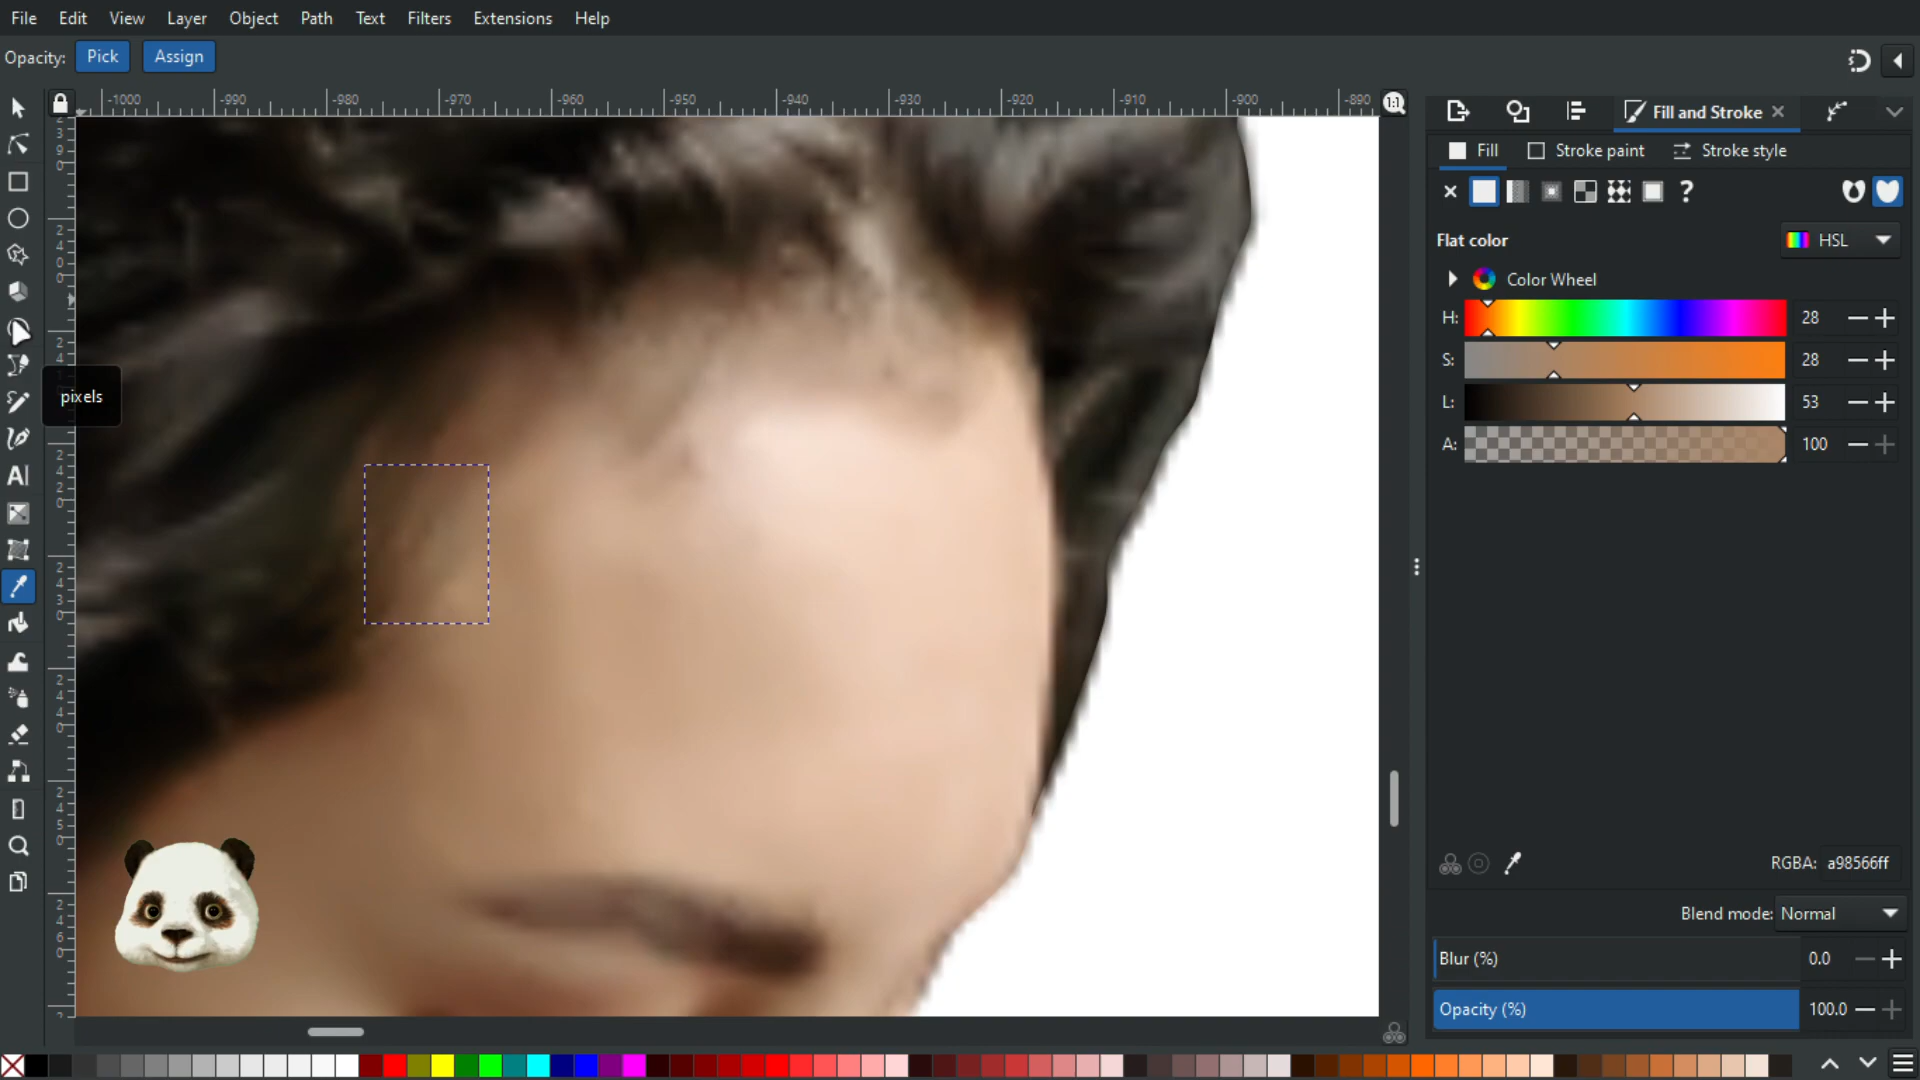 File Edit View Layer Object Path Text Filters Extensions Help
Opacity: Pick Assign
-1000 -990 -980 -970 -960 -950 -940 -930 -920 -910 -900 -890
1:1
Fill and Stroke
Fill Stroke paint Stroke style
?
Flat color HSL
Color Wheel
H: 28
S: 28
L: 53
A: 100
pixels
RGBA: a98566ff
Blend mode: Normal
Blur (%) 0.0
Opacity (%) 100.0